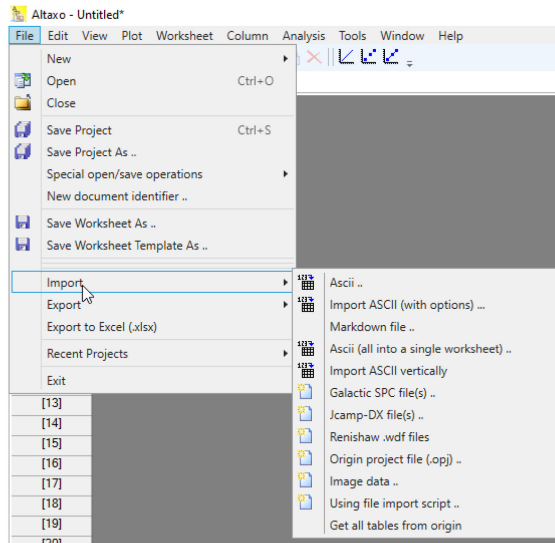 Altaxo - Untitled*
File Edit View Plot Worksheet Column Analysis Tools Window Help
New
Open Ctrl+O
Close
Save Project Ctrl+S
Save Project As ..
Special open/save operations
New document identifier ..
Save Worksheet As ..
Save Worksheet Template As ..
Import
Export
Export to Excel (.xlsx)
Recent Projects
Exit
Ascii ..
Import ASCII (with options) ...
Markdown file ..
Ascii (all into a single worksheet) ..
Import ASCII vertically
Galactic SPC file(s) ..
Jcamp-DX file(s) ..
Renishaw .wdf files
Origin project file (.opj) ..
Image data ..
Using file import script ..
Get all tables from origin
[13]
[14]
[15]
[16]
[17]
[18]
[19]